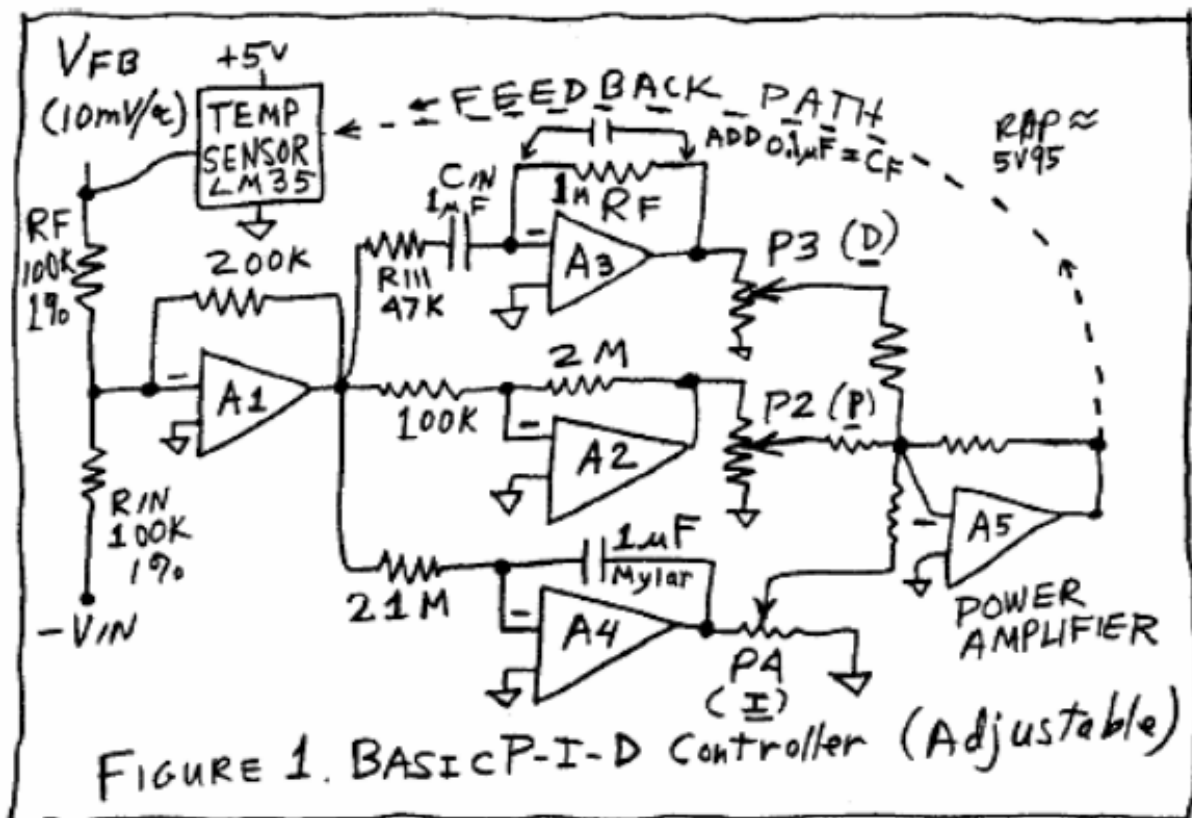 VFB
(10mV/°C)
+5V
TEMP
SENSOR
LM35
FEEDBACK PATH
ADD 0.1µF = CF
RAP ≈
5V95
CIN
1µF
1M RF
RF
100K
1%
200K
R111
47K
A3
P3 (D)
A1
100K
2M
A2
P2 (P)
RIN
100K
1%
-VIN
21M
1µF
Mylar
A4
P4
(I)
A5
POWER
AMPLIFIER
FIGURE 1. BASIC P-I-D Controller (Adjustable)